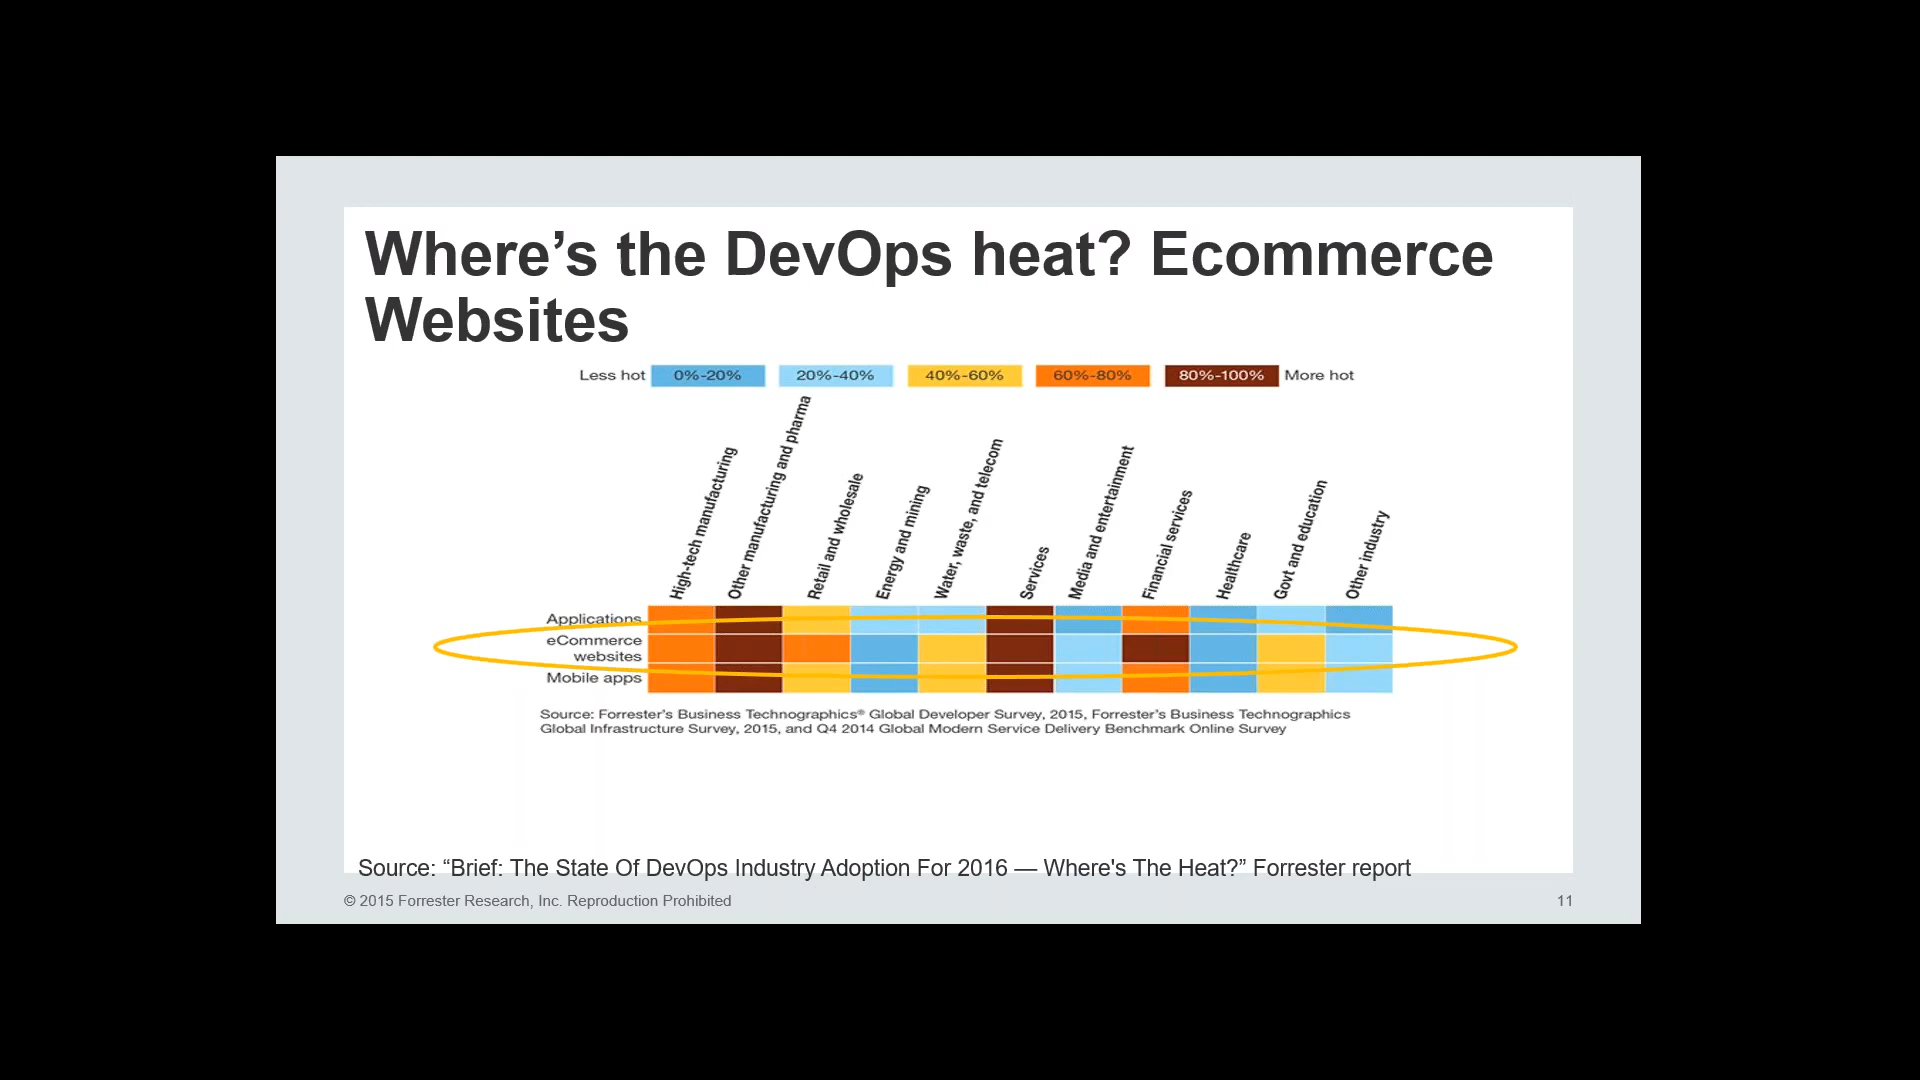 Where’s the DevOps heat? Ecommerce
Websites
Less hot 0%-20% 20%-40% 40%-60% 60%-80% 80%-100% More hot
High-tech manufacturing
Other manufacturing and pharma
Retail and wholesale
Energy and mining
Water, waste, and telecom
Services
Media and entertainment
Financial services
Healthcare
Govt and education
Other industry
Applications
eCommerce
websites
Mobile apps
Source: Forrester’s Business Technographics® Global Developer Survey, 2015, Forrester’s Business Technographics
Global Infrastructure Survey, 2015, and Q4 2014 Global Modern Service Delivery Benchmark Online Survey
Source: “Brief: The State Of DevOps Industry Adoption For 2016 — Where's The Heat?” Forrester report
© 2015 Forrester Research, Inc. Reproduction Prohibited
11